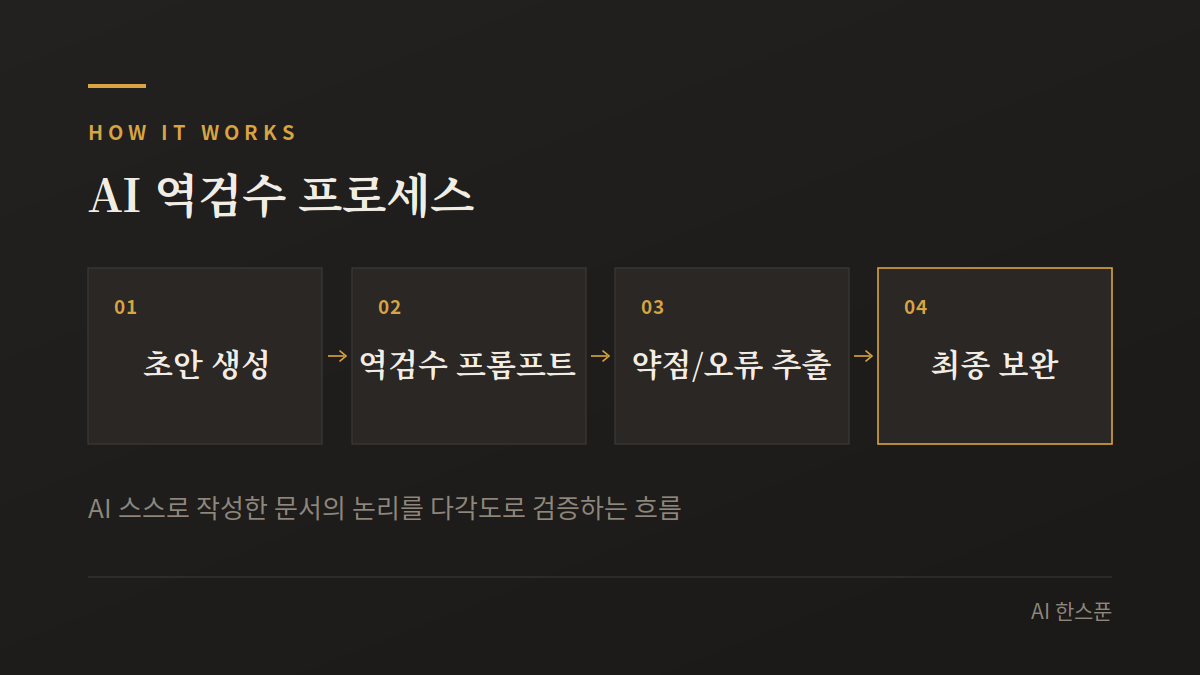 HOW IT WORKS
AI 역검수 프로세스
01
초안 생성
→
02
역검수 프롬프트
→
03
약점/오류 추출
→
04
최종 보완
AI 스스로 작성한 문서의 논리를 다각도로 검증하는 흐름
AI 한스푼